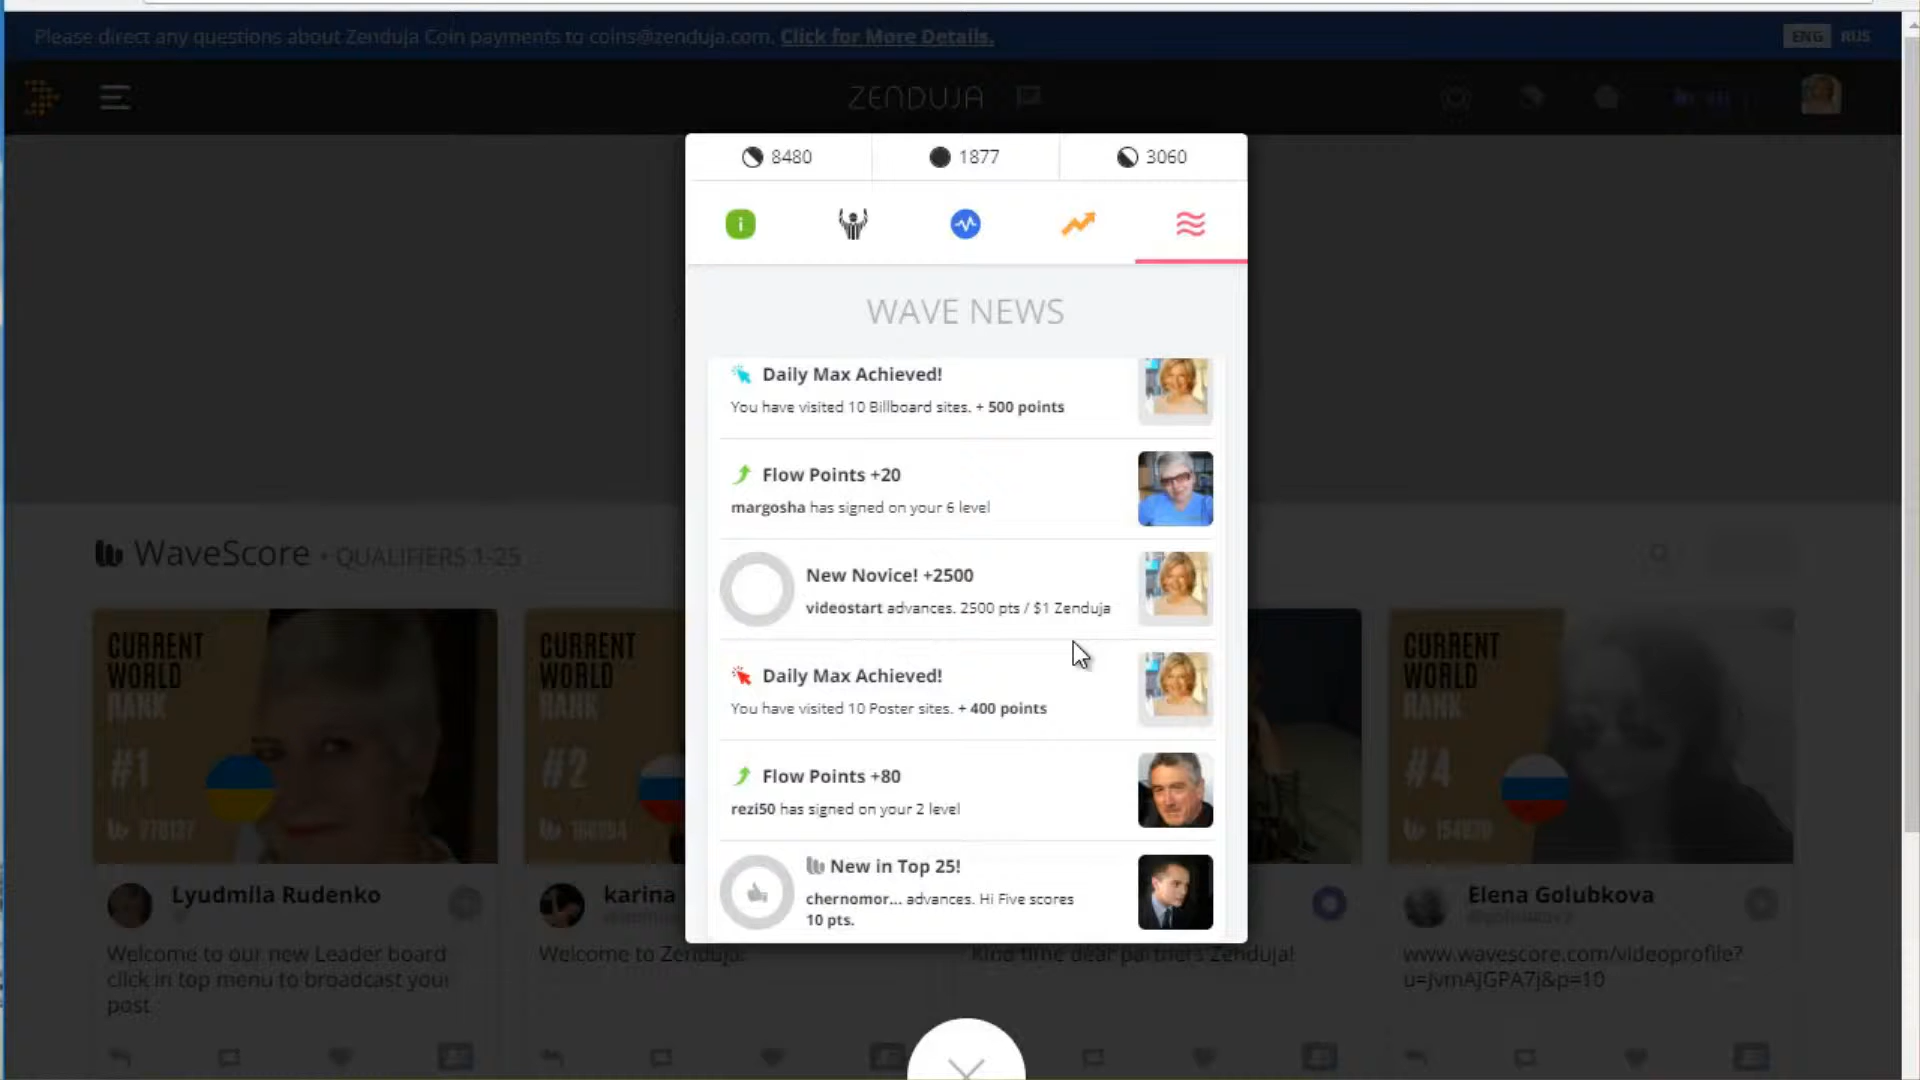 Please direct any questions about Zenduja Coin payments to coins@zenduja.com. Click for More Details.
ENG RUS
ZENDUJA
8480 1877 3060
WAVE NEWS
Daily Max Achieved!
You have visited 10 Billboard sites. + 500 points
Flow Points +20
margosha has signed on your 6 level
New Novice! +2500
videostart advances. 2500 pts / $1 Zenduja
Daily Max Achieved!
You have visited 10 Poster sites. + 400 points
Flow Points +80
rezi50 has signed on your 2 level
New in Top 25!
chernomor... advances. Hi Five scores
10 pts.
WaveScore • QUALIFIERS 1-25
CURRENT
WORLD
RANK
#1
Lyudmila Rudenko
Welcome to our new Leader board
click in top menu to broadcast your
post.
CURRENT
WORLD
RANK
#2
karina
Welcome to Zenduja!
Kind time dear partners Zenduja!
CURRENT
WORLD
RANK
#4
Elena Golubkova
www.wavescore.com/videoprofile?
u=JvmAJGPA7j&p=10